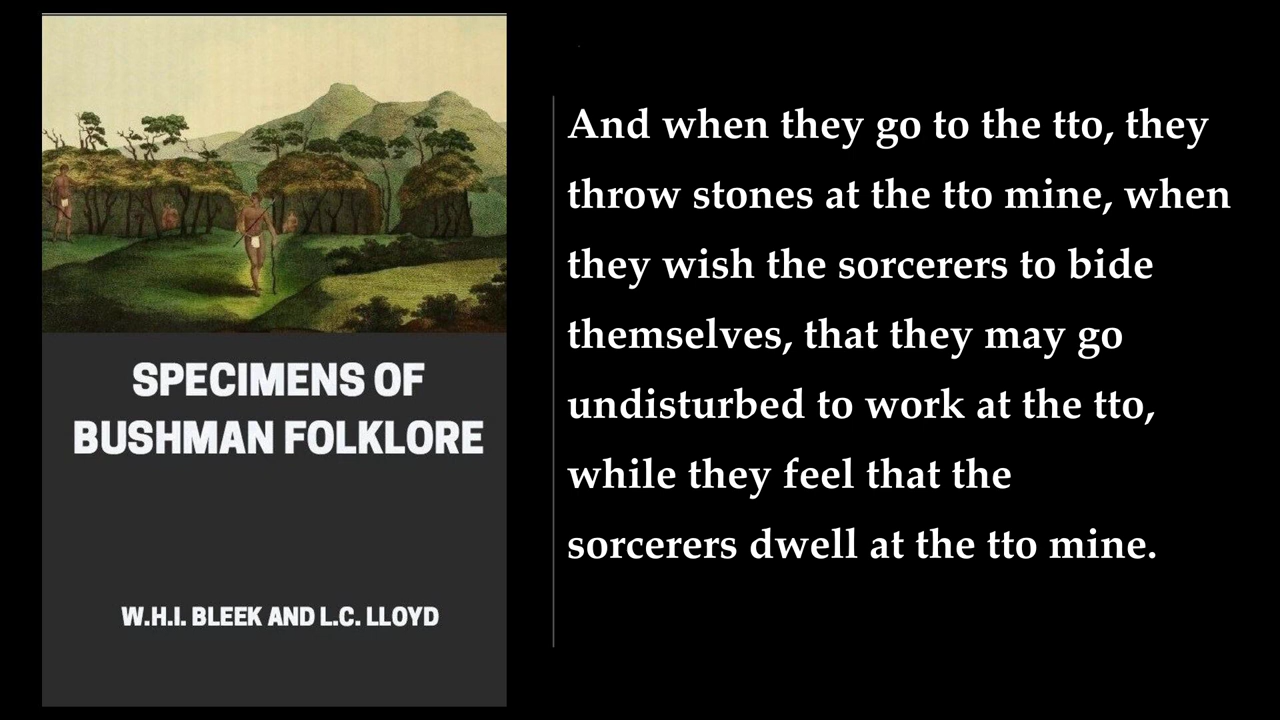 SPECIMENS OF
BUSHMAN FOLKLORE
W.H.I. BLEEK AND L.C. LLOYD
And when they go to the tto, they
throw stones at the tto mine, when
they wish the sorcerers to bide
themselves, that they may go
undisturbed to work at the tto,
while they feel that the
sorcerers dwell at the tto mine.